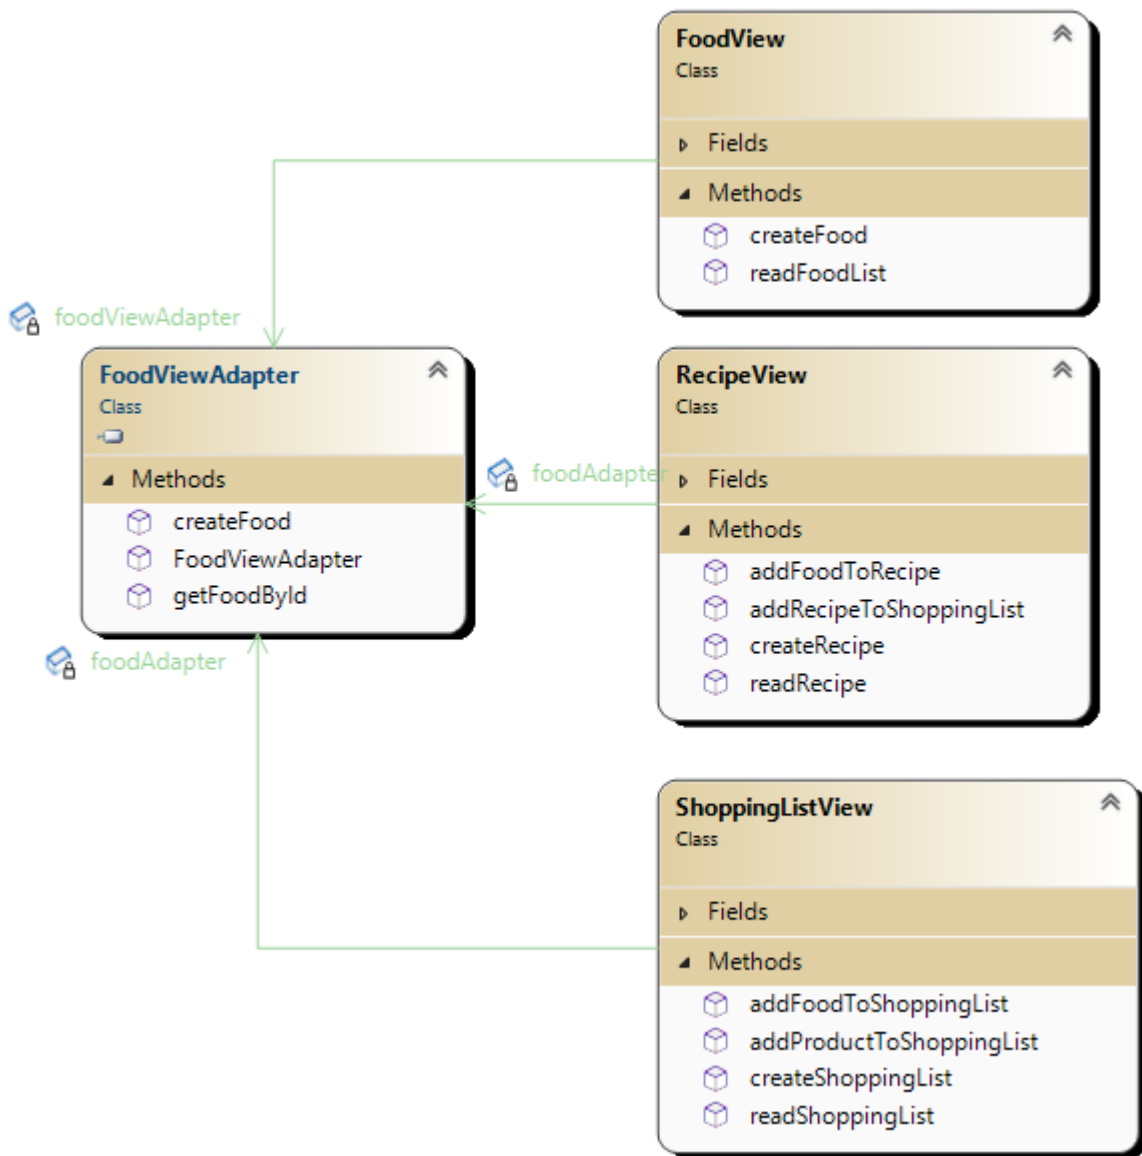 FoodView
Class
Fields
Methods
createFood
readFoodList
foodViewAdapter
FoodViewAdapter
Class
Methods
createFood
FoodViewAdapter
getFoodById
foodAdapter
RecipeView
Class
Fields
Methods
addFoodToRecipe
addRecipeToShoppingList
createRecipe
readRecipe
foodAdapter
ShoppingListView
Class
Fields
Methods
addFoodToShoppingList
addProductToShoppingList
createShoppingList
readShoppingList